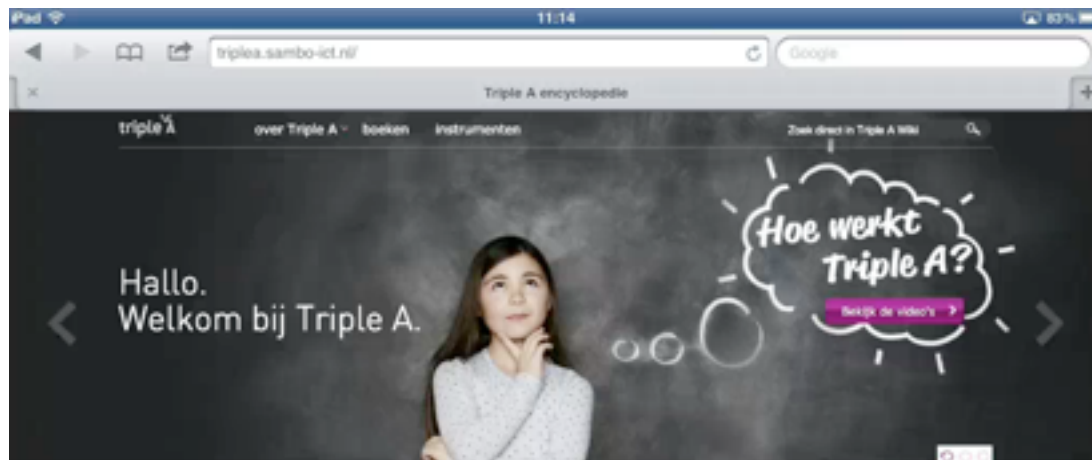 iPad
11:14
83%
triplea.sambo-ict.nl/
Google
Triple A encyclopedie
triple A
over Triple A
boeken
instrumenten
Zoek direct in Triple A Wiki
Hallo.
Welkom bij Triple A.
Hoe werkt
Triple A?
Bekijk de video's